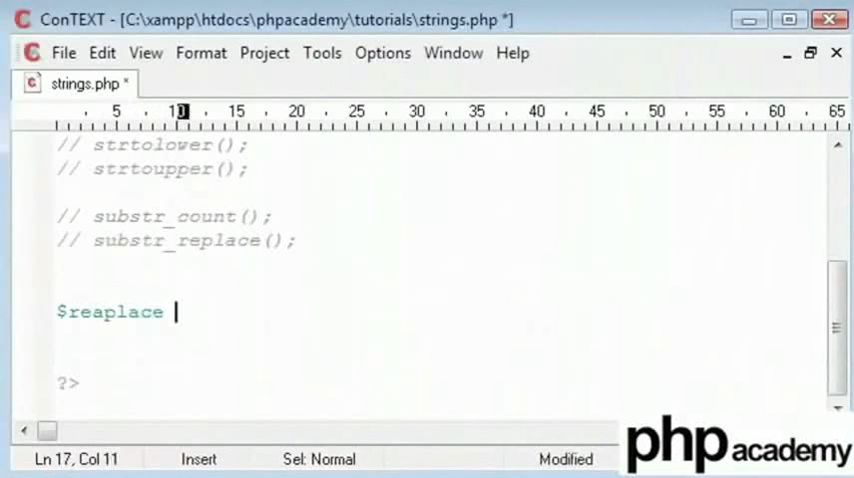 ConTEXT - [C:\xampp\htdocs\phpacademy\tutorials\strings.php *]
File Edit View Format Project Tools Options Window Help
strings.php *
5 10 15 20 25 30 35 40 45 50 55 60 65
// strtolower();
// strtoupper();
// substr_count();
// substr_replace();
$reaplace
?>
Ln 17, Col 11 Insert Sel: Normal Modified
php academy